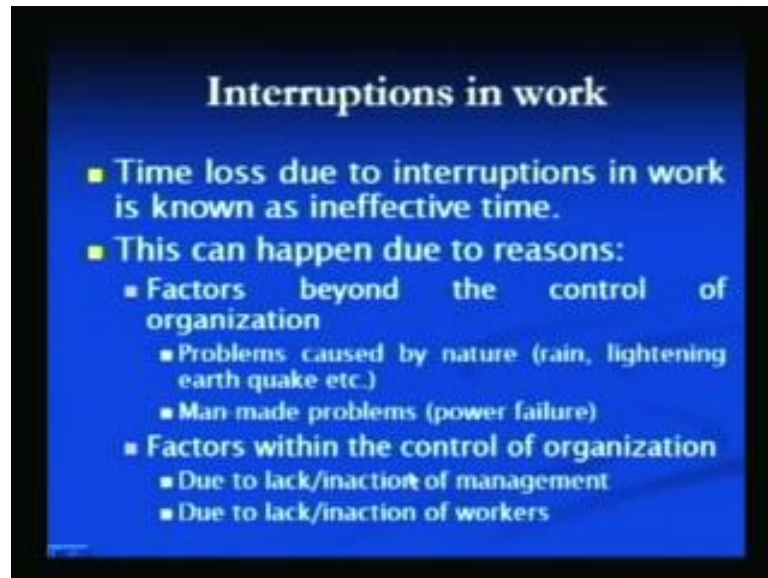 Interruptions in work
Time loss due to interruptions in work
is known as ineffective time.
This can happen due to reasons:
Factors beyond the control of
organization
Problems caused by nature (rain, lightening
earth quake etc.)
Man made problems (power failure)
Factors within the control of organization
Due to lack/inaction of management
Due to lack/inaction of workers